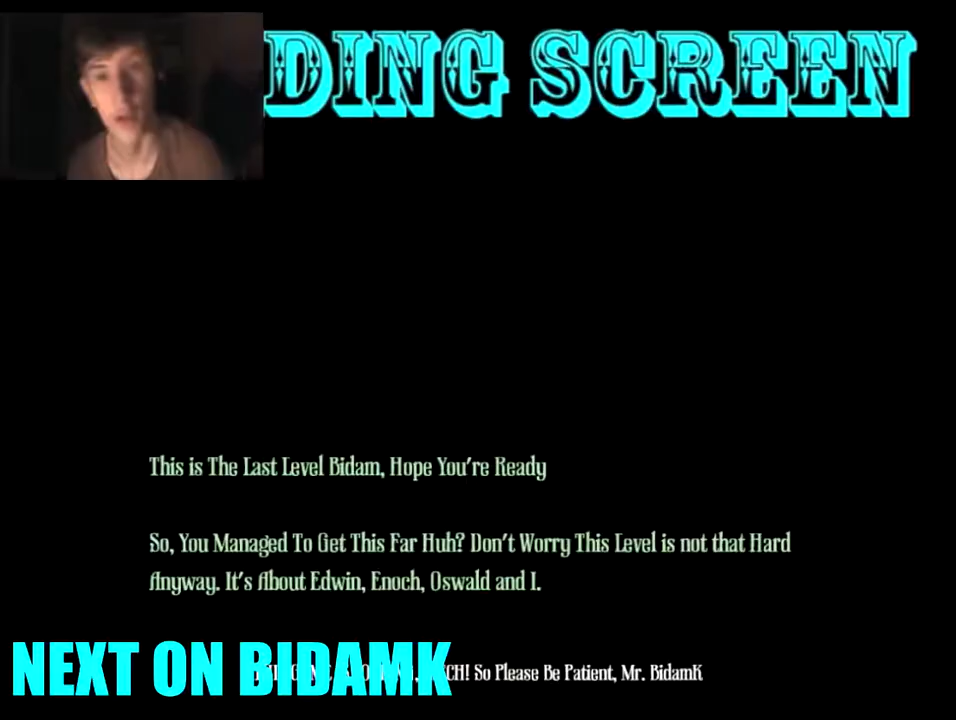 DING SCREEN
This is The Last Level Bidam, Hope You're Ready
So, You Managed To Get This Far Huh? Don't Worry This Level is not that Hard
Anyway. It's About Edwin, Enoch, Oswald and I.
NEXT ON BIDAMK
So Please Be Patient, Mr. BidamK